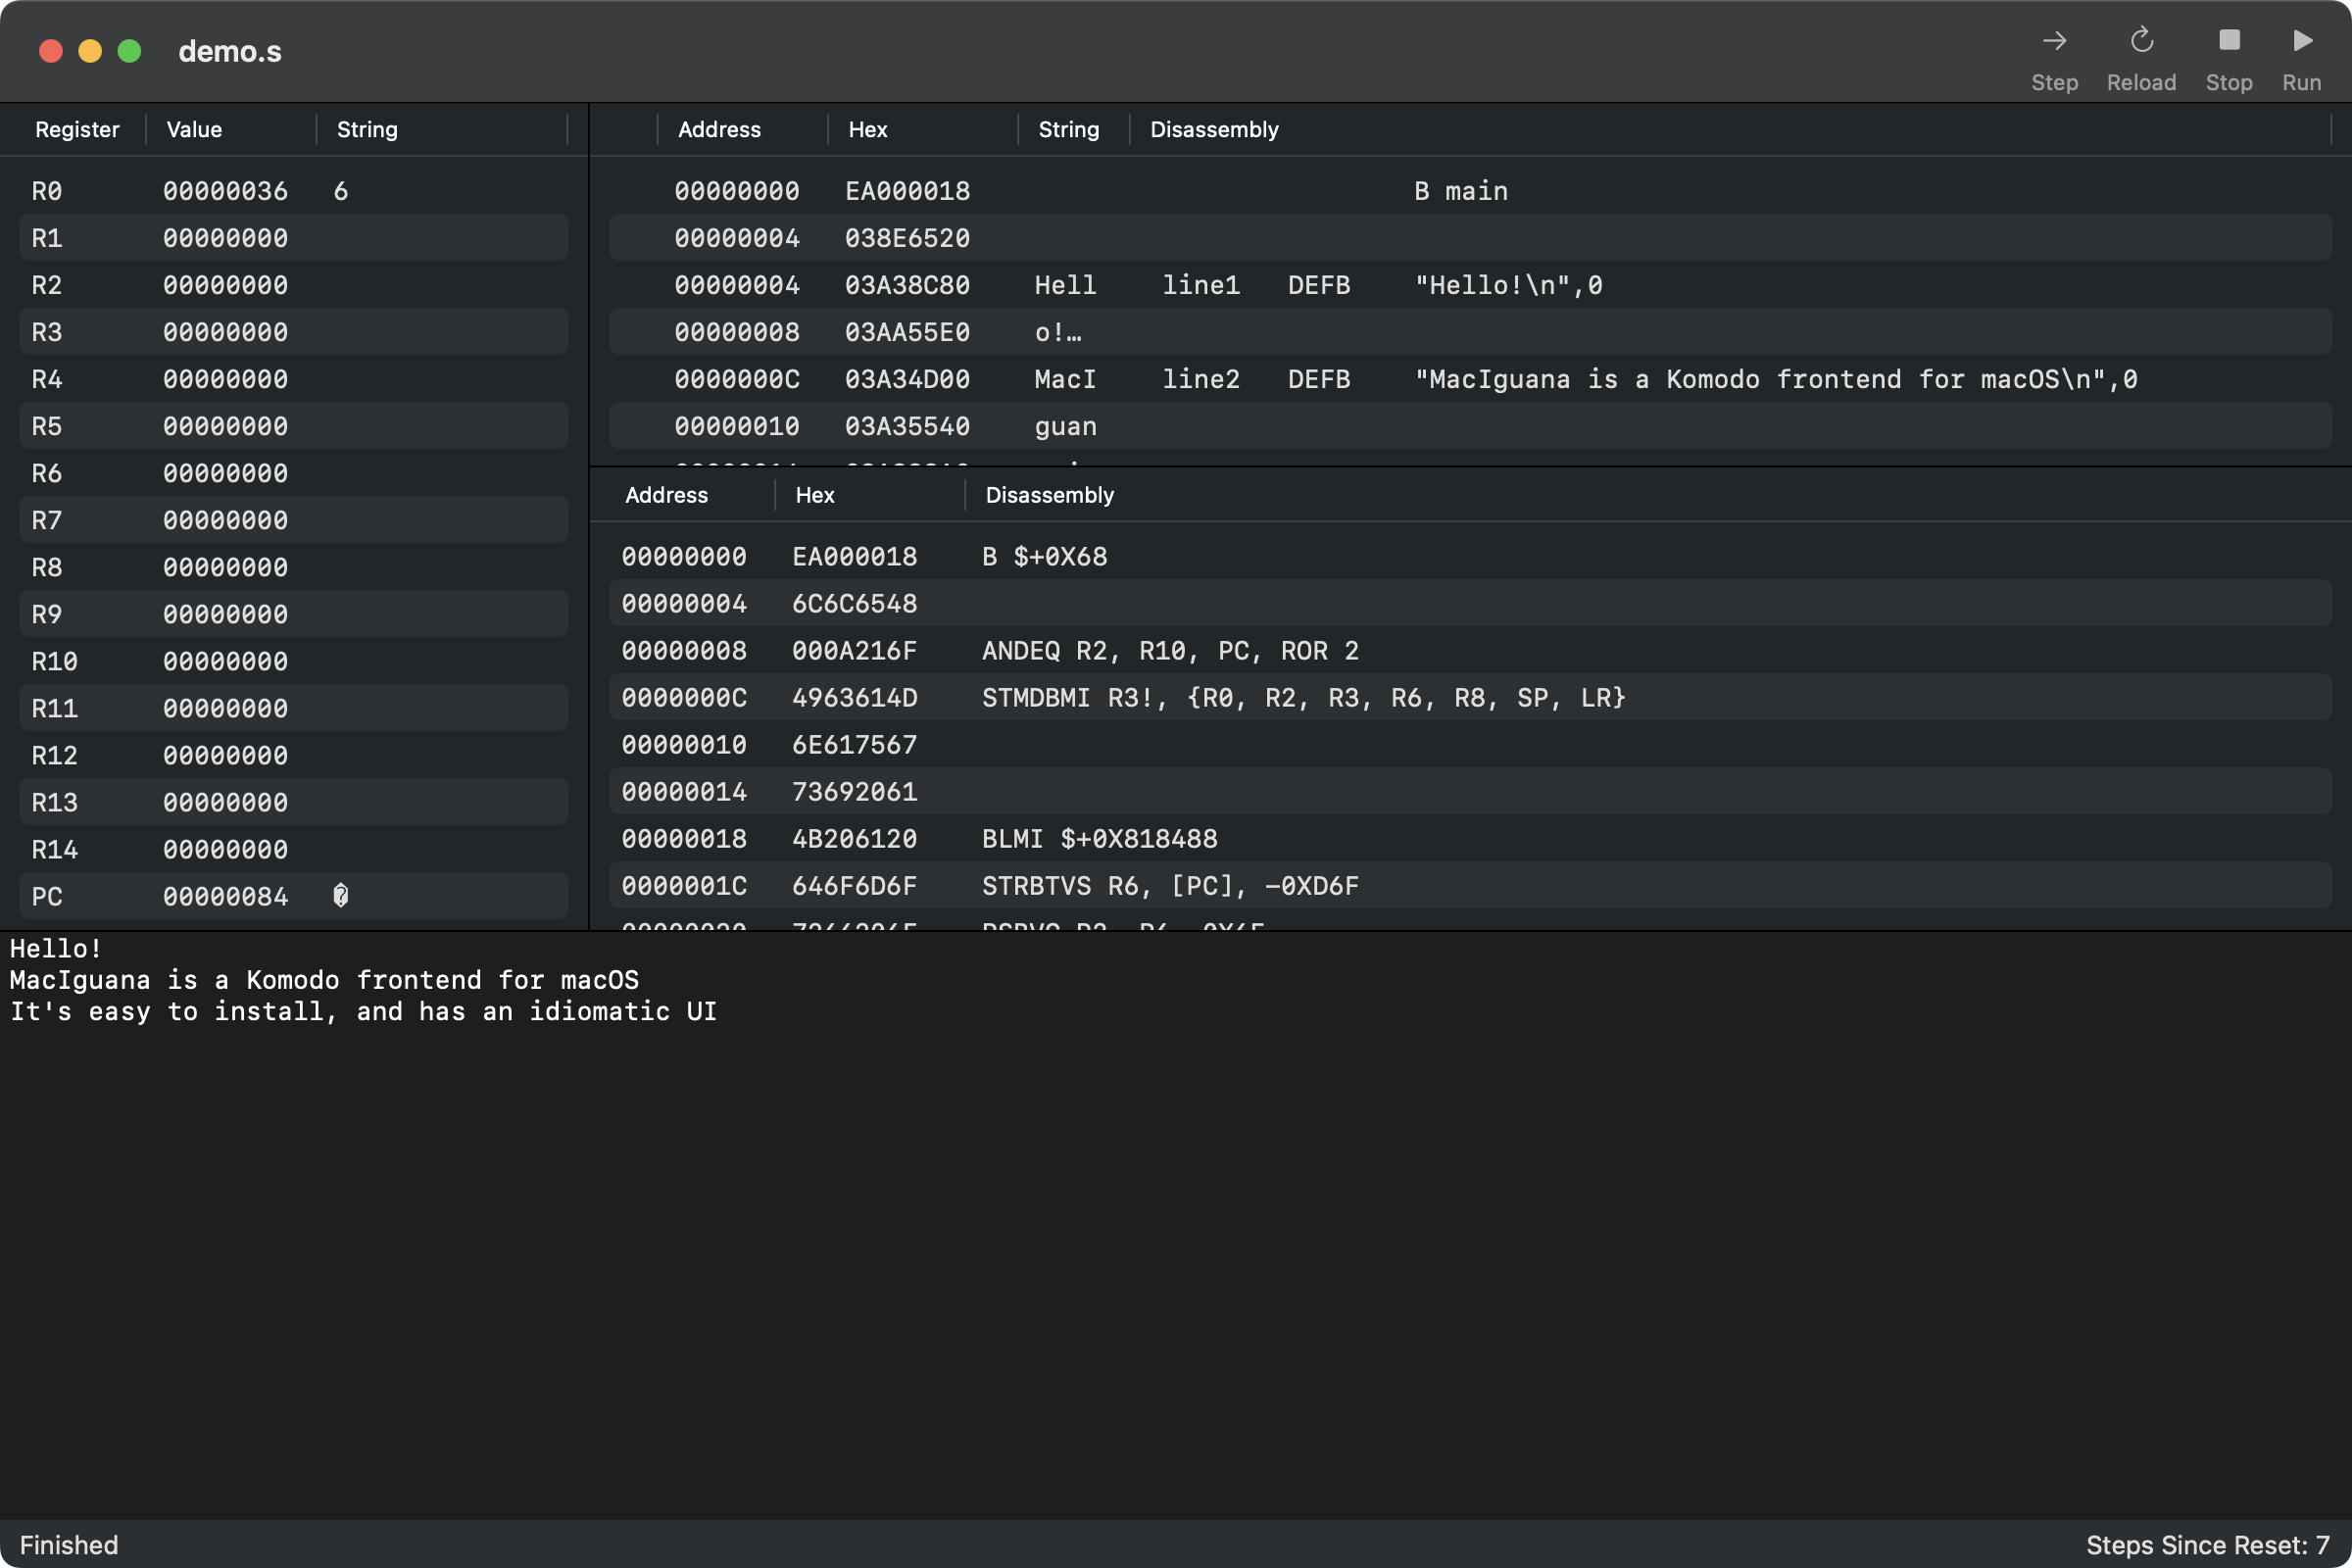 demo.s
Step Reload Stop Run
Register Value String
R0 00000036 6
R1 00000000
R2 00000000
R3 00000000
R4 00000000
R5 00000000
R6 00000000
R7 00000000
R8 00000000
R9 00000000
R10 00000000
R11 00000000
R12 00000000
R13 00000000
R14 00000000
PC 00000084 �
Address Hex String Disassembly
00000000 EA000018 B main
00000004 038E6520
00000004 03A38C80 Hell line1 DEFB "Hello!\n",0
00000008 03AA55E0 o!…
0000000C 03A34D00 MacI line2 DEFB "MacIguana is a Komodo frontend for macOS\n",0
00000010 03A35540 guan
Address Hex Disassembly
00000000 EA000018 B $+0X68
00000004 6C6C6548
00000008 000A216F ANDEQ R2, R10, PC, ROR 2
0000000C 4963614D STMDBMI R3!, {R0, R2, R3, R6, R8, SP, LR}
00000010 6E617567
00000014 73692061
00000018 4B206120 BLMI $+0X818488
0000001C 646F6D6F STRBTVS R6, [PC], -0XD6F
Hello!
MacIguana is a Komodo frontend for macOS
It's easy to install, and has an idiomatic UI
Finished
Steps Since Reset: 7